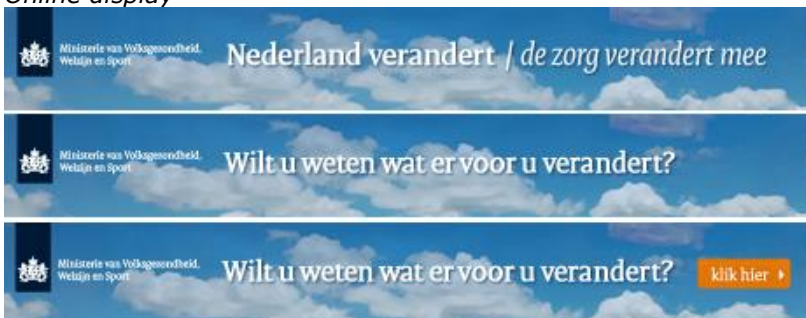 Online display
Ministerie van Volksgezondheid,
Welzijn en Sport
Nederland verandert / de zorg verandert mee
Ministerie van Volksgezondheid,
Welzijn en Sport
Wilt u weten wat er voor u verandert?
Ministerie van Volksgezondheid,
Welzijn en Sport
Wilt u weten wat er voor u verandert?
klik hier